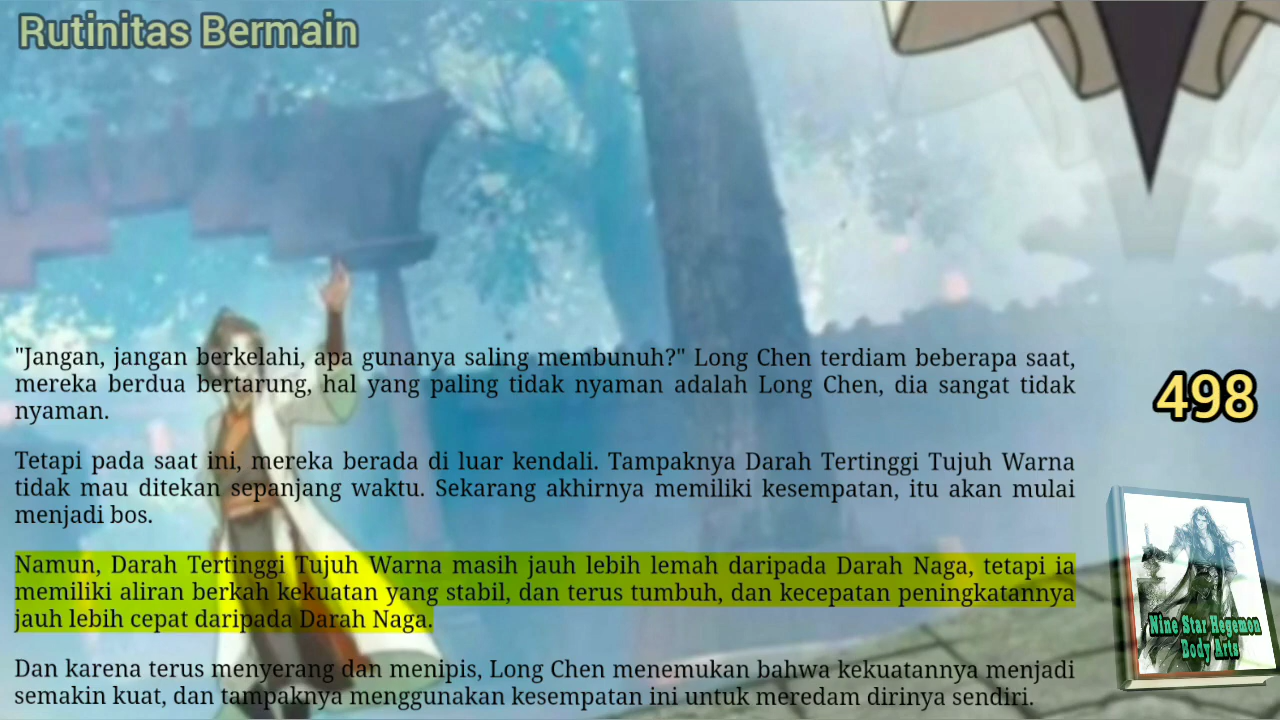 Rutinitas Bermain
"Jangan, jangan berkelahi, apa gunanya saling membunuh?" Long Chen terdiam beberapa saat,
mereka berdua bertarung, hal yang paling tidak nyaman adalah Long Chen, dia sangat tidak
nyaman.
Tetapi pada saat ini, mereka berada di luar kendali. Tampaknya Darah Tertinggi Tujuh Warna
tidak mau ditekan sepanjang waktu. Sekarang akhirnya memiliki kesempatan, itu akan mulai
menjadi bos.
Namun, Darah Tertinggi Tujuh Warna masih jauh lebih lemah daripada Darah Naga, tetapi ia
memiliki aliran berkah kekuatan yang stabil, dan terus tumbuh, dan kecepatan peningkatannya
jauh lebih cepat daripada Darah Naga.
Dan karena terus menyerang dan menipis, Long Chen menemukan bahwa kekuatannya menjadi
semakin kuat, dan tampaknya menggunakan kesempatan ini untuk meredam dirinya sendiri.
498
Nine Star Hegemon
Body Arts